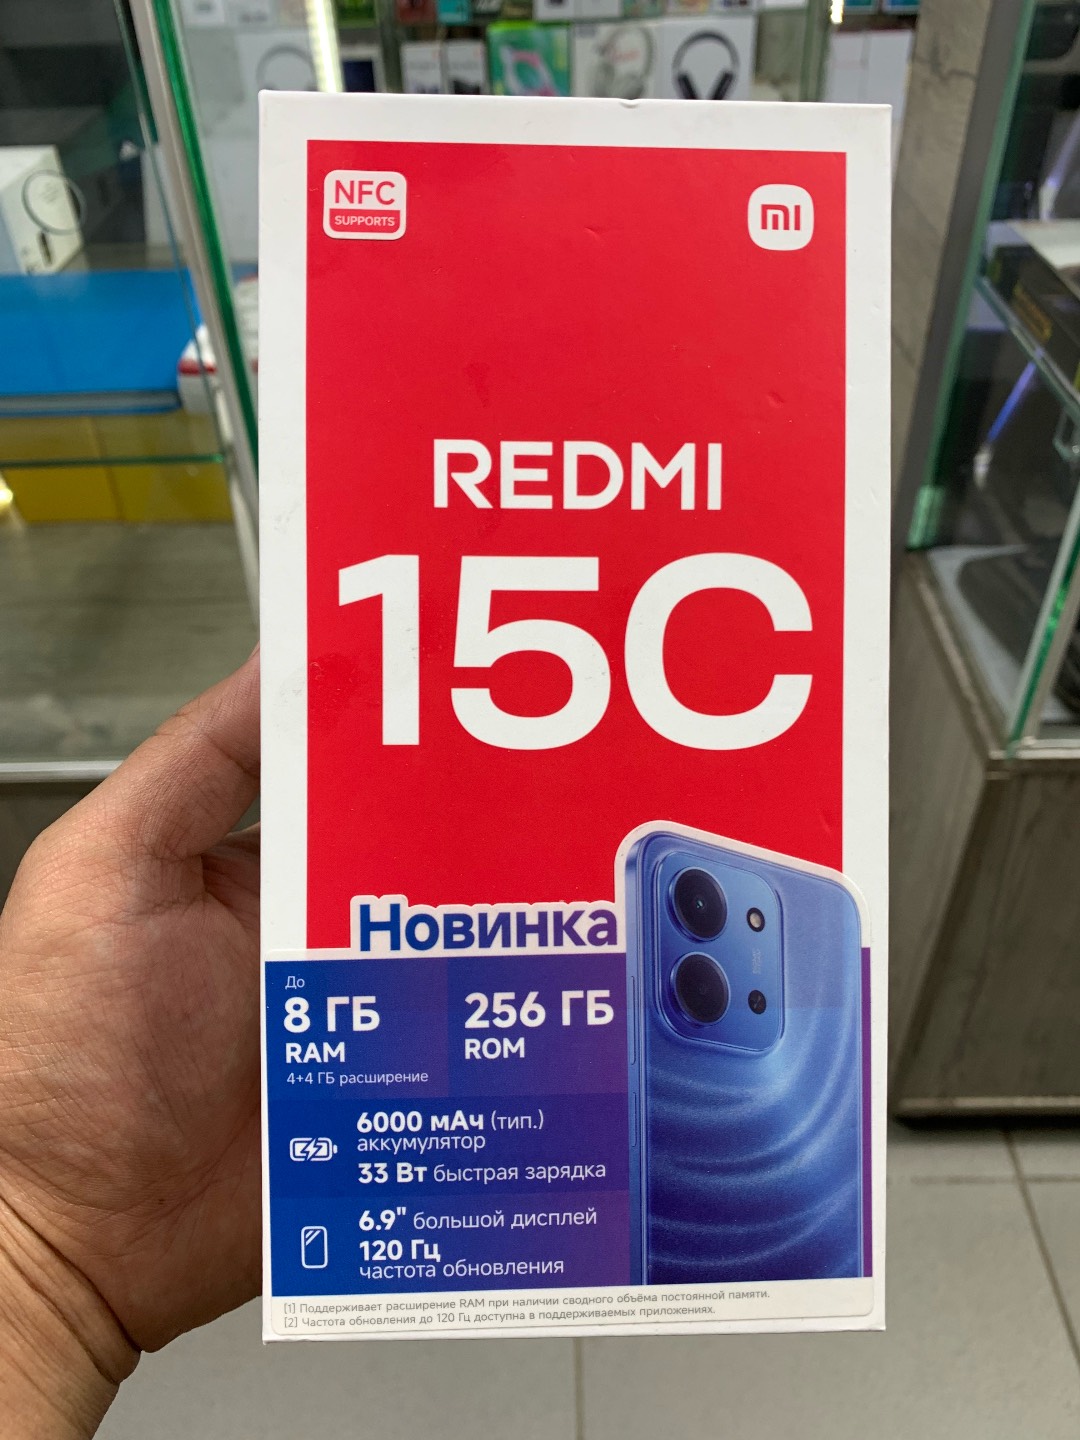 NFC
SUPPORTS
mi
REDMI
15C
Новинка
До
8 ГБ
RAM
4+4 ГБ расширение
256 ГБ
ROM
6000 мАч (тип.)
аккумулятор
33 Вт быстрая зарядка
6.9" большой дисплей
120 Гц
частота обновления
[1] Поддерживает расширение RAM при наличии сводного объёма постоянной памяти.
[2] Частота обновления до 120 Гц доступна в поддерживаемых приложениях.